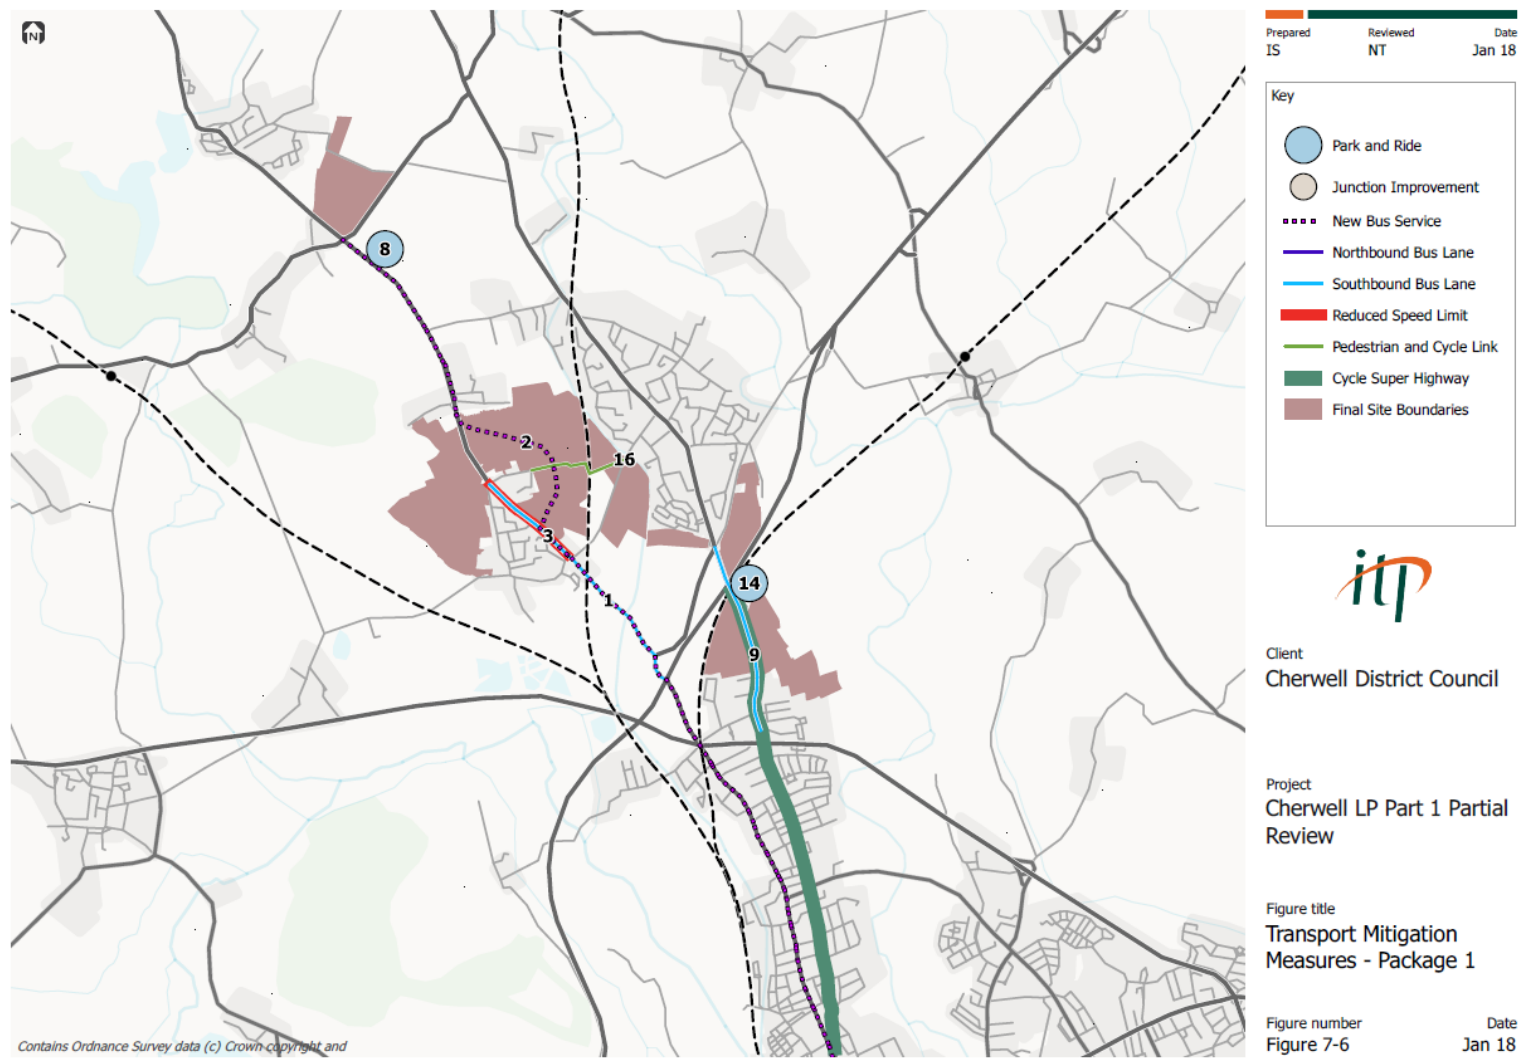 N
8
2
16
3
1
14
9
Contains Ordnance Survey data (c) Crown copyright and
Prepared Reviewed Date
IS NT Jan 18
Key
Park and Ride
Junction Improvement
New Bus Service
Northbound Bus Lane
Southbound Bus Lane
Reduced Speed Limit
Pedestrian and Cycle Link
Cycle Super Highway
Final Site Boundaries
itp
Client
Cherwell District Council
Project
Cherwell LP Part 1 Partial
Review
Figure title
Transport Mitigation
Measures - Package 1
Figure number Date
Figure 7-6 Jan 18